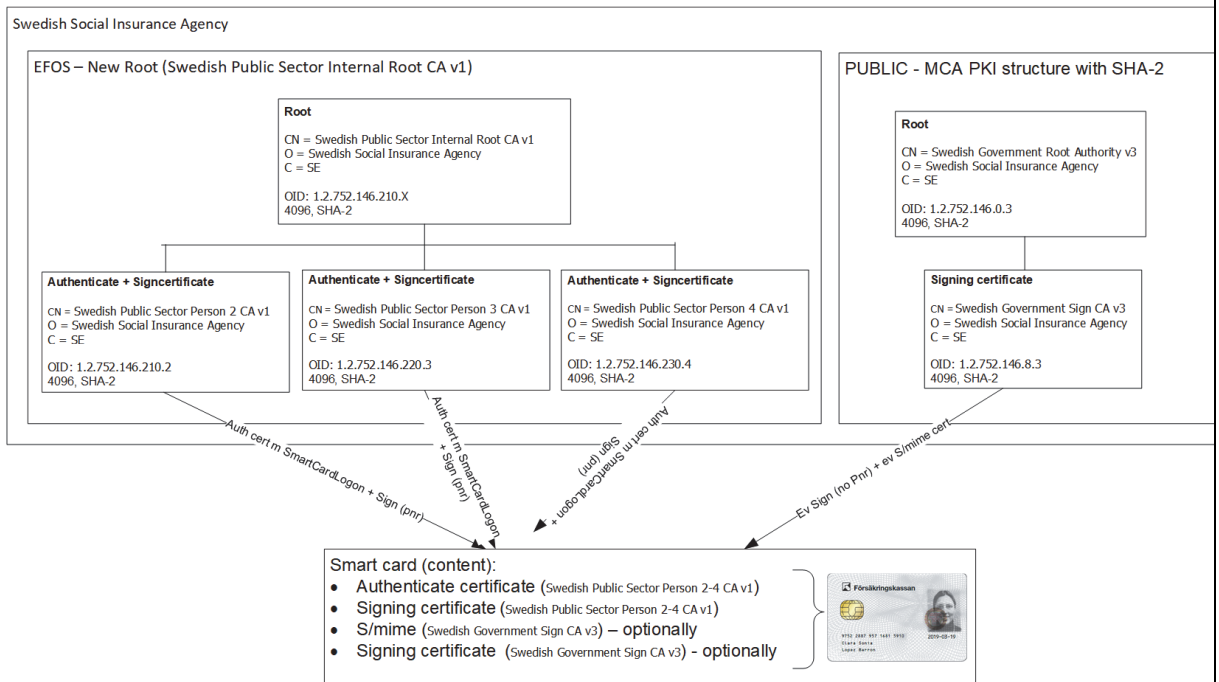 Swedish Social Insurance Agency
EFOS – New Root (Swedish Public Sector Internal Root CA v1)
Root
CN = Swedish Public Sector Internal Root CA v1
O = Swedish Social Insurance Agency
C = SE
OID: 1.2.752.146.210.X
4096, SHA-2
Authenticate + Signcertificate
CN = Swedish Public Sector Person 2 CA v1
O = Swedish Social Insurance Agency
C = SE
OID: 1.2.752.146.210.2
4096, SHA-2
Authenticate + Signcertificate
CN = Swedish Public Sector Person 3 CA v1
O = Swedish Social Insurance Agency
C = SE
OID: 1.2.752.146.220.3
4096, SHA-2
Authenticate + Signcertificate
CN = Swedish Public Sector Person 4 CA v1
O = Swedish Social Insurance Agency
C = SE
OID: 1.2.752.146.230.4
4096, SHA-2
PUBLIC - MCA PKI structure with SHA-2
Root
CN = Swedish Government Root Authority v3
O = Swedish Social Insurance Agency
C = SE
OID: 1.2.752.146.0.3
4096, SHA-2
Signing certificate
CN = Swedish Government Sign CA v3
O = Swedish Social Insurance Agency
C = SE
OID: 1.2.752.146.8.3
4096, SHA-2
Auth cert m SmartCardLogon + Sign (pnr)
Auth cert m SmartCardLogon
+ Sign (pnr)
Auth cert m SmartCardLogon +
Sign (pnr)
Ev Sign (no Pnr) + ev S/mime cert
Smart card (content):
• Authenticate certificate (Swedish Public Sector Person 2-4 CA v1)
• Signing certificate (Swedish Public Sector Person 2-4 CA v1)
• S/mime (Swedish Government Sign CA v3) – optionally
• Signing certificate (Swedish Government Sign CA v3) - optionally
Försäkringskassan
2019-03-19
Lopez Barron